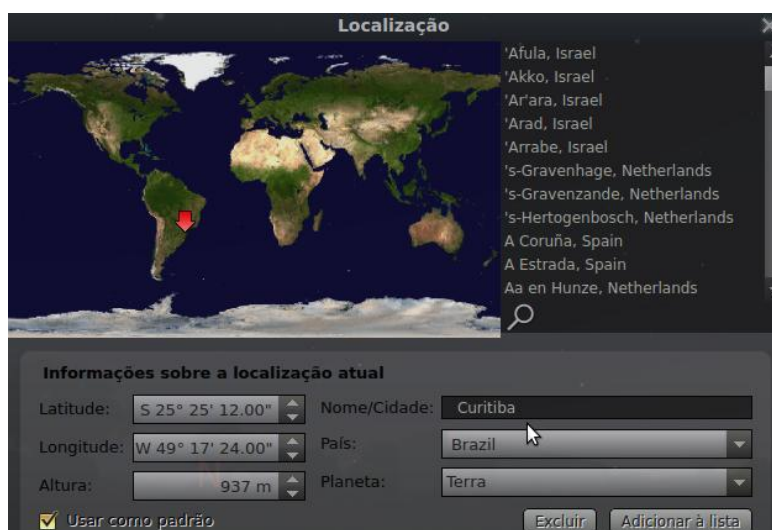 Localização
'Afula, Israel
'Akko, Israel
'Ar'ara, Israel
'Arad, Israel
'Arrabe, Israel
's-Gravenhage, Netherlands
's-Gravenzande, Netherlands
's-Hertogenbosch, Netherlands
A Coruña, Spain
A Estrada, Spain
Aa en Hunze, Netherlands
Informações sobre a localização atual
Latitude: S 25° 25' 12.00" Nome/Cidade: Curitiba
Longitude: W 49° 17' 24.00" País: Brazil
Altura: 937 m Planeta: Terra
Usar como padrão Excluir Adicionar à lista